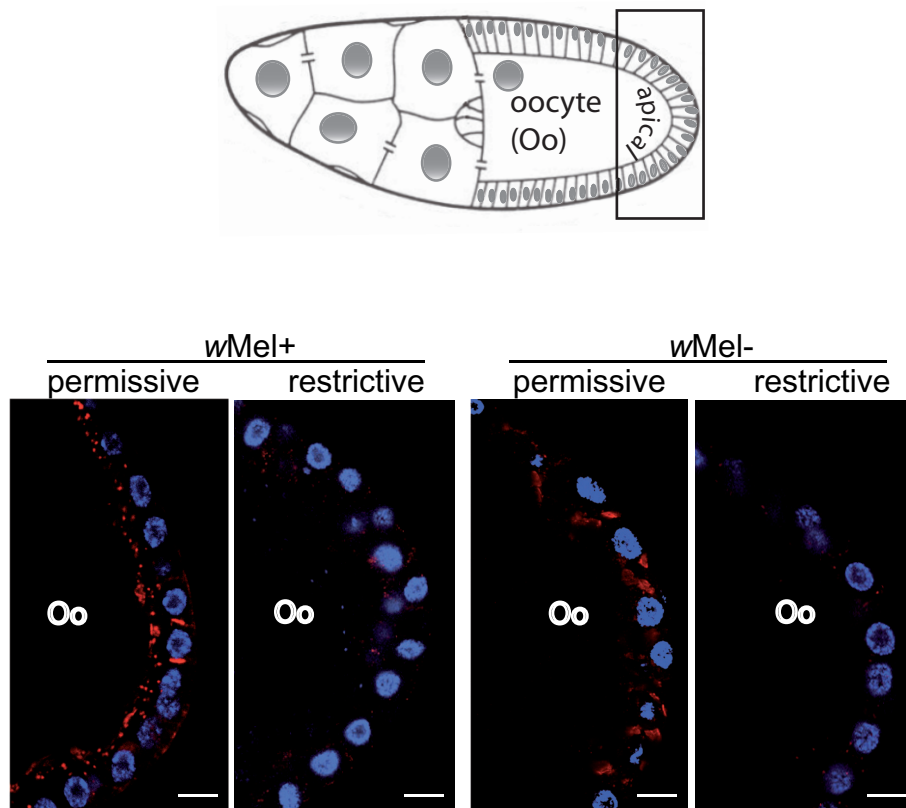 oocyte
(Oo)
apical
wMel+
wMel-
permissive
restrictive
permissive
restrictive
Oo
Oo
Oo
Oo